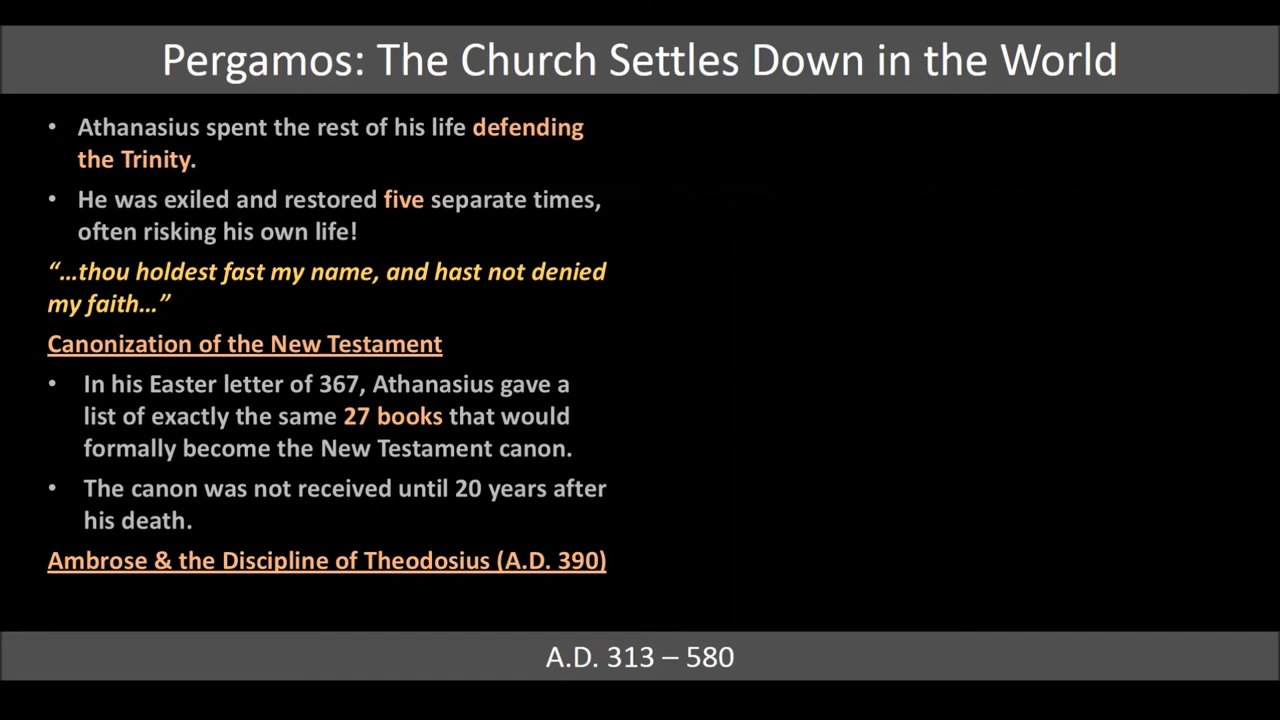 Pergamos: The Church Settles Down in the World
• Athanasius spent the rest of his life defending
the Trinity.
• He was exiled and restored five separate times,
often risking his own life!
“…thou holdest fast my name, and hast not denied
my faith…”
Canonization of the New Testament
• In his Easter letter of 367, Athanasius gave a
list of exactly the same 27 books that would
formally become the New Testament canon.
• The canon was not received until 20 years after
his death.
Ambrose & the Discipline of Theodosius (A.D. 390)
A.D. 313 – 580